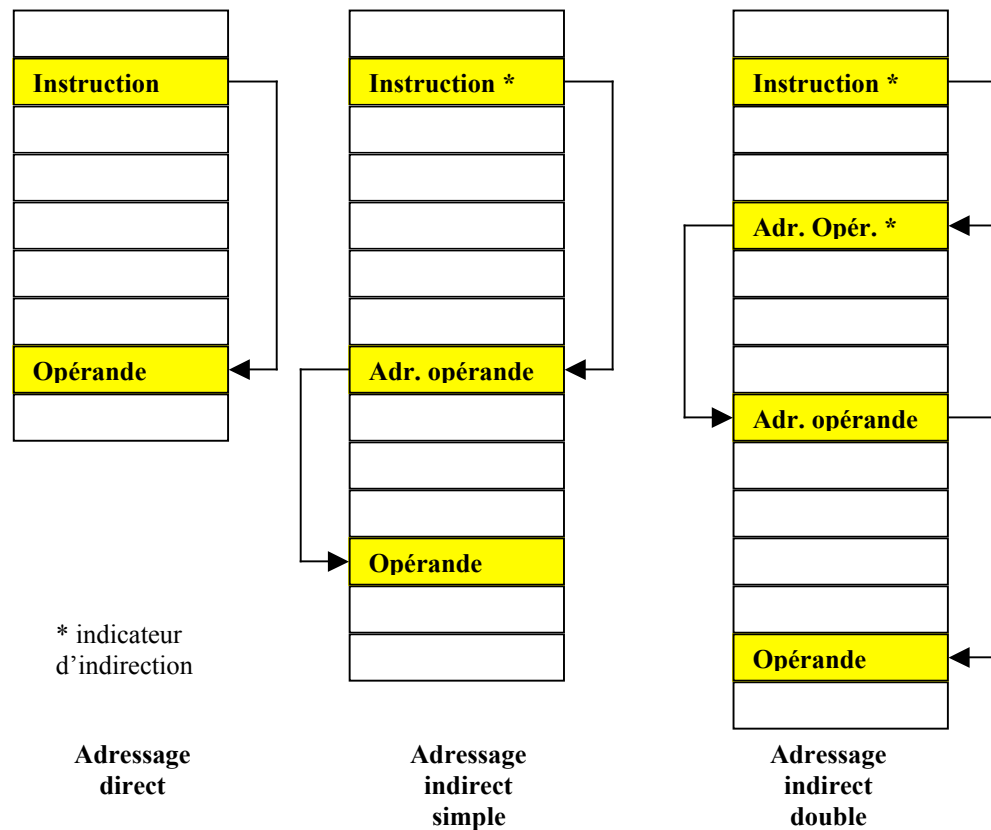 Instruction
Opérande
* indicateur
d’indirection
Adressage
direct
Instruction *
Adr. opérande
Opérande
Adressage
indirect
simple
Instruction *
Adr. Opér. *
Adr. opérande
Opérande
Adressage
indirect
double